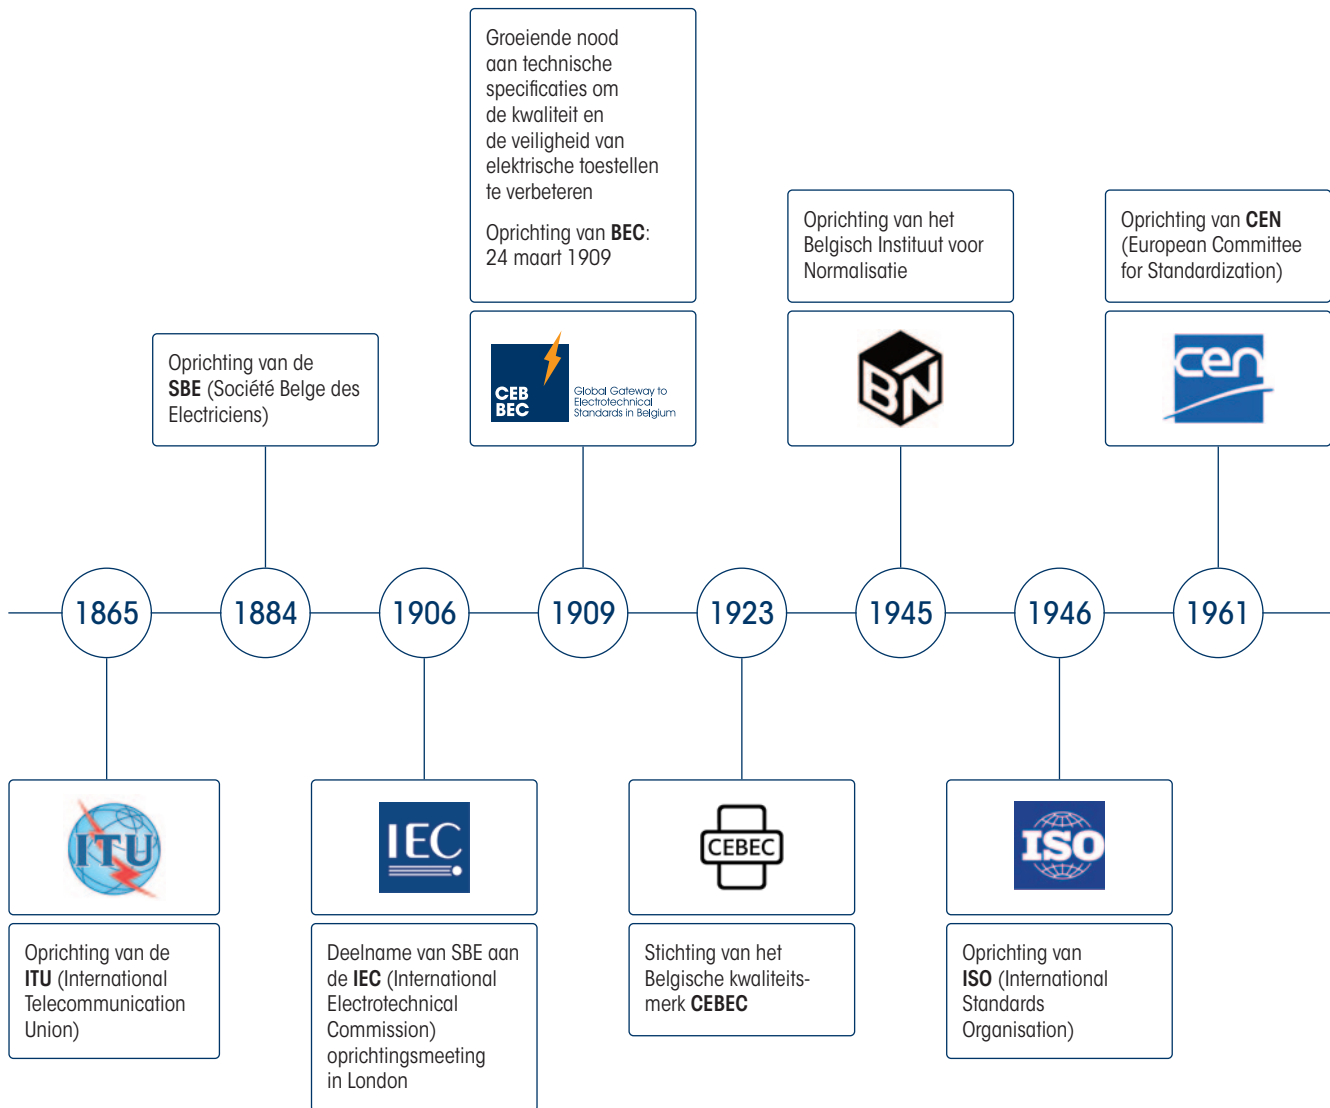 Groeiende nood
aan technische
specificaties om
de kwaliteit en
de veiligheid van
elektrische toestellen
te verbeteren
Oprichting van BEC:
24 maart 1909
Oprichting van het
Belgisch Instituut voor
Normalisatie
Oprichting van CEN
(European Committee
for Standardization)
Oprichting van de
SBE (Société Belge des
Electriciens)
CEB
BEC
Global Gateway to
Electrotechnical
Standards in Belgium
BN
cen
1865
1884
1906
1909
1923
1945
1946
1961
ITU
IEC
CEBEC
ISO
Oprichting van de
ITU (International
Telecommunication
Union)
Deelname van SBE aan
de IEC (International
Electrotechnical
Commission)
oprichtingsmeeting
in London
Stichting van het
Belgische kwaliteits-
merk CEBEC
Oprichting van
ISO (International
Standards
Organisation)